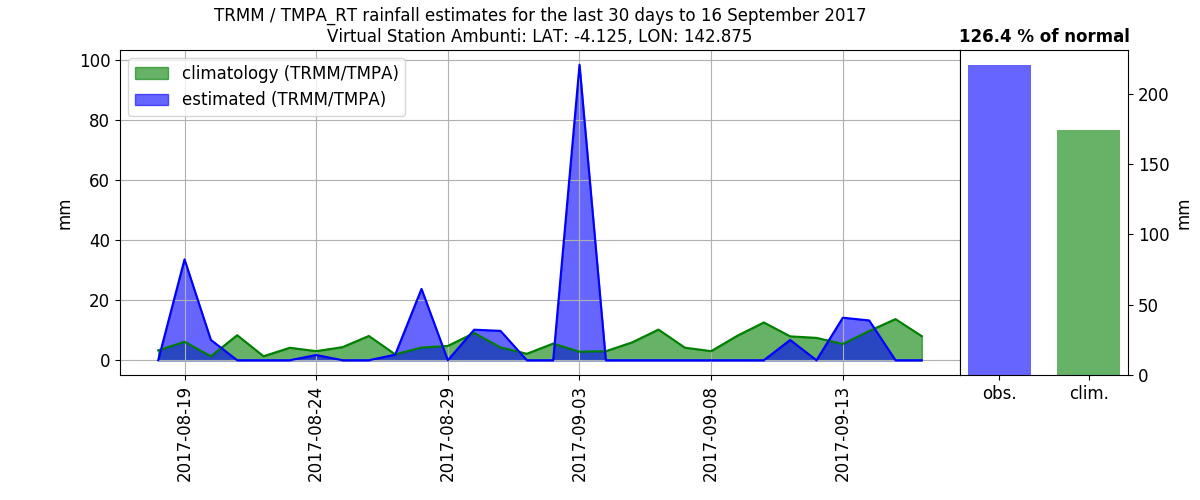 TRMM / TMPA_RT rainfall estimates for the last 30 days to 16 September 2017
Virtual Station Ambunti: LAT: -4.125, LON: 142.875
126.4 % of normal
climatology (TRMM/TMPA)
estimated (TRMM/TMPA)
100
80
60
40
20
0
mm
2017-08-19
2017-08-24
2017-08-29
2017-09-03
2017-09-08
2017-09-13
200
150
100
50
0
mm
obs.
clim.